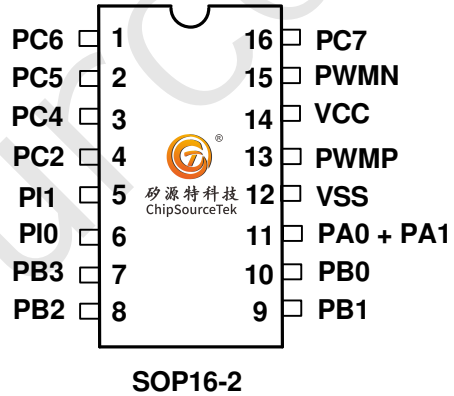 PC6 1 16 PC7
PC5 2 15 PWMN
PC4 3 14 VCC
®
PC2 4 13 PWMP
PI1 5 矽源特科技 12 VSS
ChipSourceTek
PI0 6 11 PA0 + PA1
PB3 7 10 PB0
PB2 8 9 PB1
SOP16-2